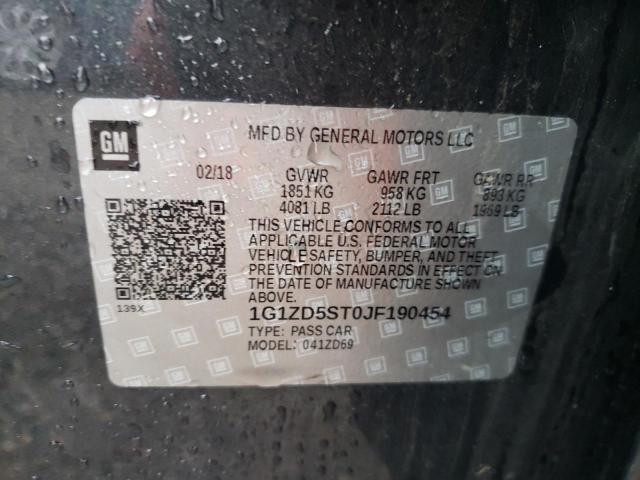 GM
MFD BY GENERAL MOTORS LLC
02/18 GVWR GAWR FRT GAWR RR
1851 KG 958 KG 893 KG
4081 LB 2112 LB 1969 LB
THIS VEHICLE CONFORMS TO ALL
APPLICABLE U.S. FEDERAL MOTOR
VEHICLE SAFETY, BUMPER, AND THEFT
PREVENTION STANDARDS IN EFFECT ON
THE DATE OF MANUFACTURE SHOWN
ABOVE.
139X
1G1ZD5ST0JF190454
TYPE: PASS CAR
MODEL: 041ZD69